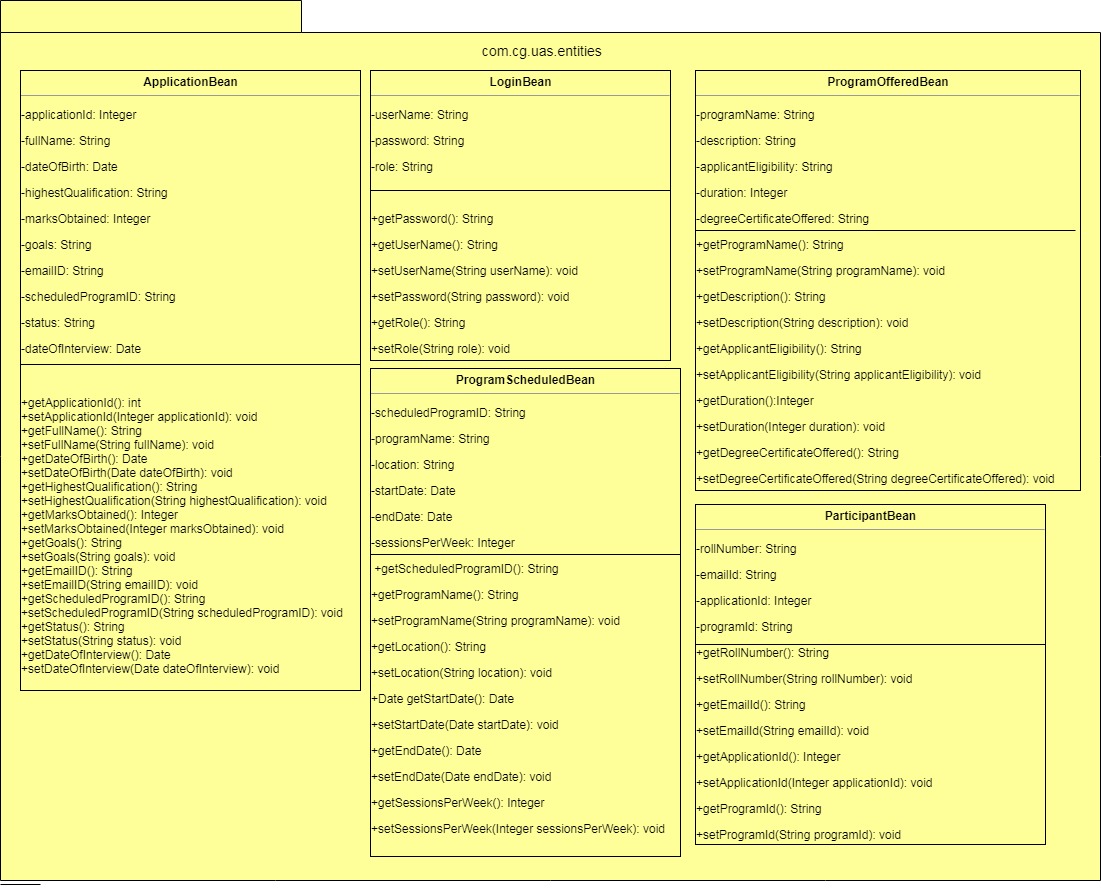 com.cg.uas.entities
ApplicationBean
-applicationId: Integer
-fullName: String
-dateOfBirth: Date
-highestQualification: String
-marksObtained: Integer
-goals: String
-emailID: String
-scheduledProgramID: String
-status: String
-dateOfInterview: Date
+getApplicationId(): int
+setApplicationId(Integer applicationId): void
+getFullName(): String
+setFullName(String fullName): void
+getDateOfBirth(): Date
+setDateOfBirth(Date dateOfBirth): void
+getHighestQualification(): String
+setHighestQualification(String highestQualification): void
+getMarksObtained(): Integer
+setMarksObtained(Integer marksObtained): void
+getGoals(): String
+setGoals(String goals): void
+getEmailID(): String
+setEmailID(String emailID): void
+getScheduledProgramID(): String
+setScheduledProgramID(String scheduledProgramID): void
+getStatus(): String
+setStatus(String status): void
+getDateOfInterview(): Date
+setDateOfInterview(Date dateOfInterview): void
LoginBean
-userName: String
-password: String
-role: String
+getPassword(): String
+getUserName(): String
+setUserName(String userName): void
+setPassword(String password): void
+getRole(): String
+setRole(String role): void
ProgramScheduledBean
-scheduledProgramID: String
-programName: String
-location: String
-startDate: Date
-endDate: Date
-sessionsPerWeek: Integer
+getScheduledProgramID(): String
+getProgramName(): String
+setProgramName(String programName): void
+getLocation(): String
+setLocation(String location): void
+Date getStartDate(): Date
+setStartDate(Date startDate): void
+getEndDate(): Date
+setEndDate(Date endDate): void
+getSessionsPerWeek(): Integer
+setSessionsPerWeek(Integer sessionsPerWeek): void
ProgramOfferedBean
-programName: String
-description: String
-applicantEligibility: String
-duration: Integer
-degreeCertificateOffered: String
+getProgramName(): String
+setProgramName(String programName): void
+getDescription(): String
+setDescription(String description): void
+getApplicantEligibility(): String
+setApplicantEligibility(String applicantEligibility): void
+getDuration():Integer
+setDuration(Integer duration): void
+getDegreeCertificateOffered(): String
+setDegreeCertificateOffered(String degreeCertificateOffered): void
ParticipantBean
-rollNumber: String
-emailId: String
-applicationId: Integer
-programId: String
+getRollNumber(): String
+setRollNumber(String rollNumber): void
+getEmailId(): String
+setEmailId(String emailId): void
+getApplicationId(): Integer
+setApplicationId(Integer applicationId): void
+getProgramId(): String
+setProgramId(String programId): void